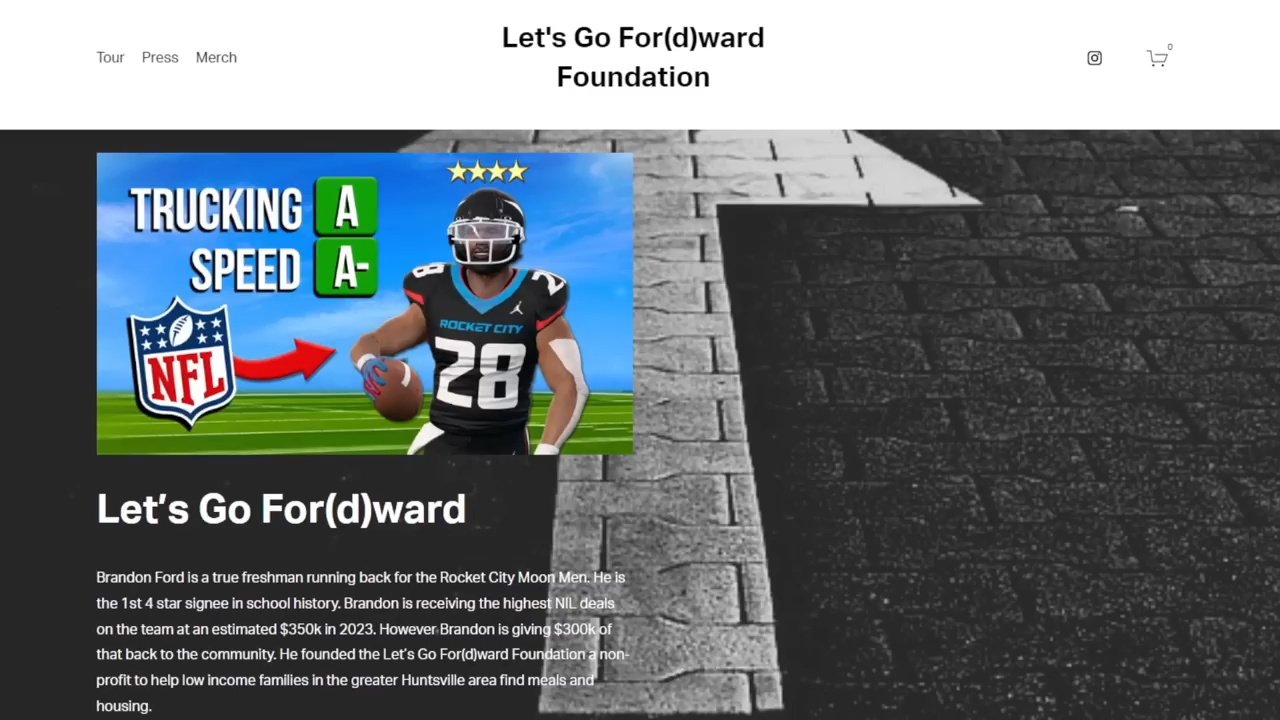 Tour Press Merch
Let's Go For(d)ward
Foundation
0
TRUCKING A
SPEED A-
NFL
28 2
ROCKET CITY
28
Let’s Go For(d)ward
Brandon Ford is a true freshman running back for the Rocket City Moon Men. He is
the 1st 4 star signee in school history. Brandon is receiving the highest NIL deals
on the team at an estimated $350k in 2023. However Brandon is giving $300k of
that back to the community. He founded the Let’s Go For(d)ward Foundation a non-
profit to help low income families in the greater Huntsville area find meals and
housing.